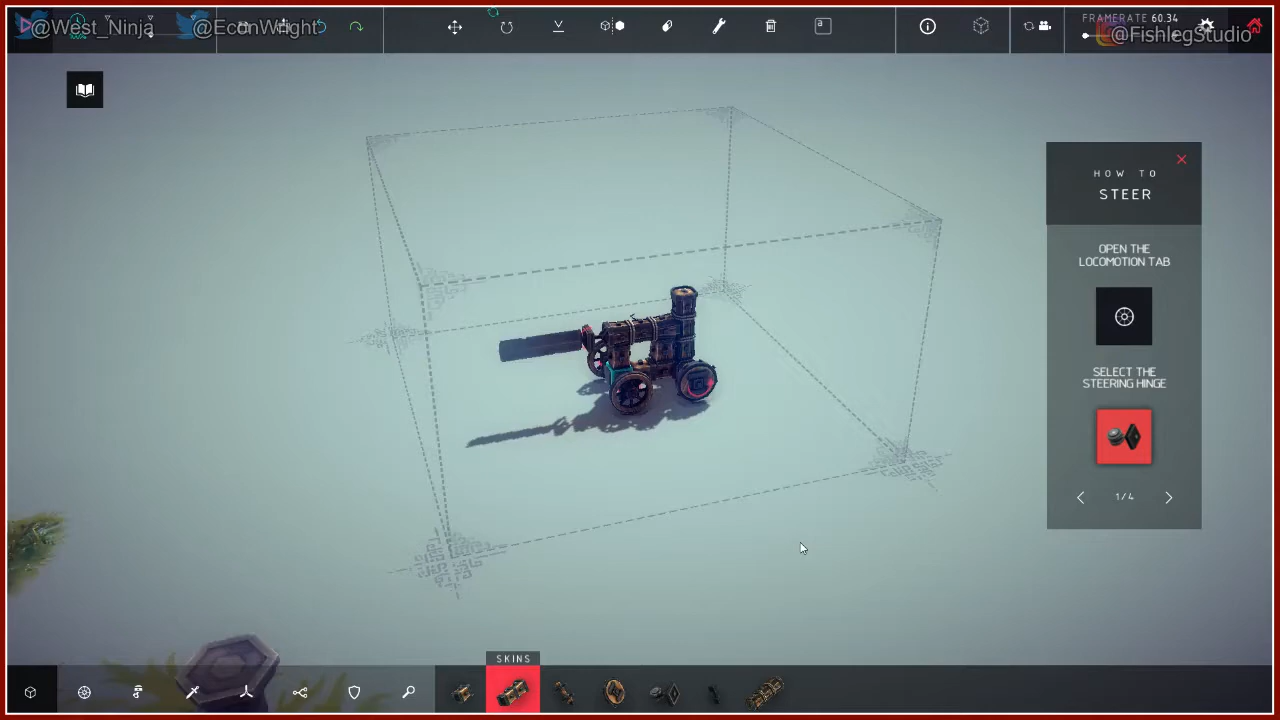 @West_Ninja
@EconWright
FRAMERATE 60.34
@FishlegStudio
HOW TO
STEER
OPEN THE
LOCOMOTION TAB
SELECT THE
STEERING HINGE
1/4
SKINS